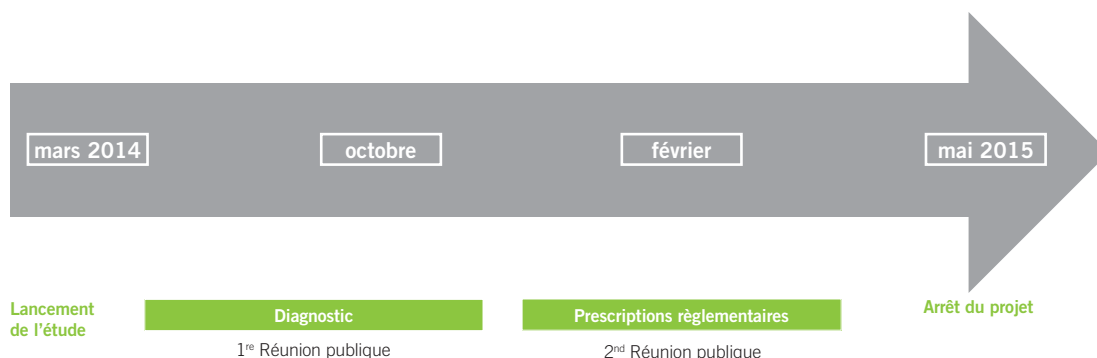 mars 2014
octobre
février
mai 2015
Lancement
de l'étude
Diagnostic
Prescriptions règlementaires
Arrêt du projet
1re Réunion publique
2nd Réunion publique